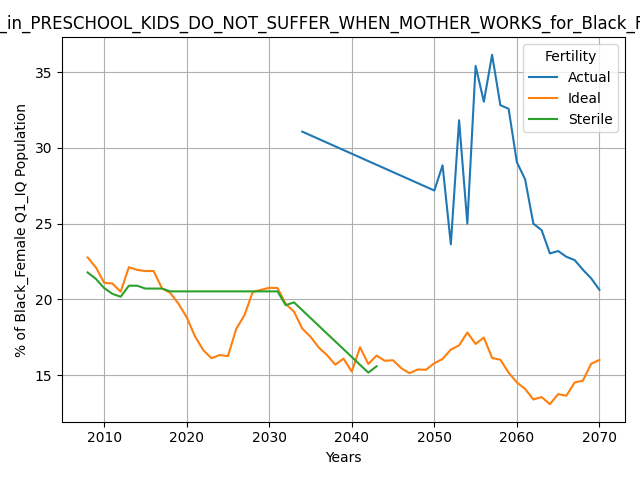 _in_PRESCHOOL_KIDS_DO_NOT_SUFFER_WHEN_MOTHER_WORKS_for_Black_F
Fertility
Actual
Ideal
Sterile
% of Black_Female Q1_IQ Population
35
30
25
20
15
2010 2020 2030 2040 2050 2060 2070
Years